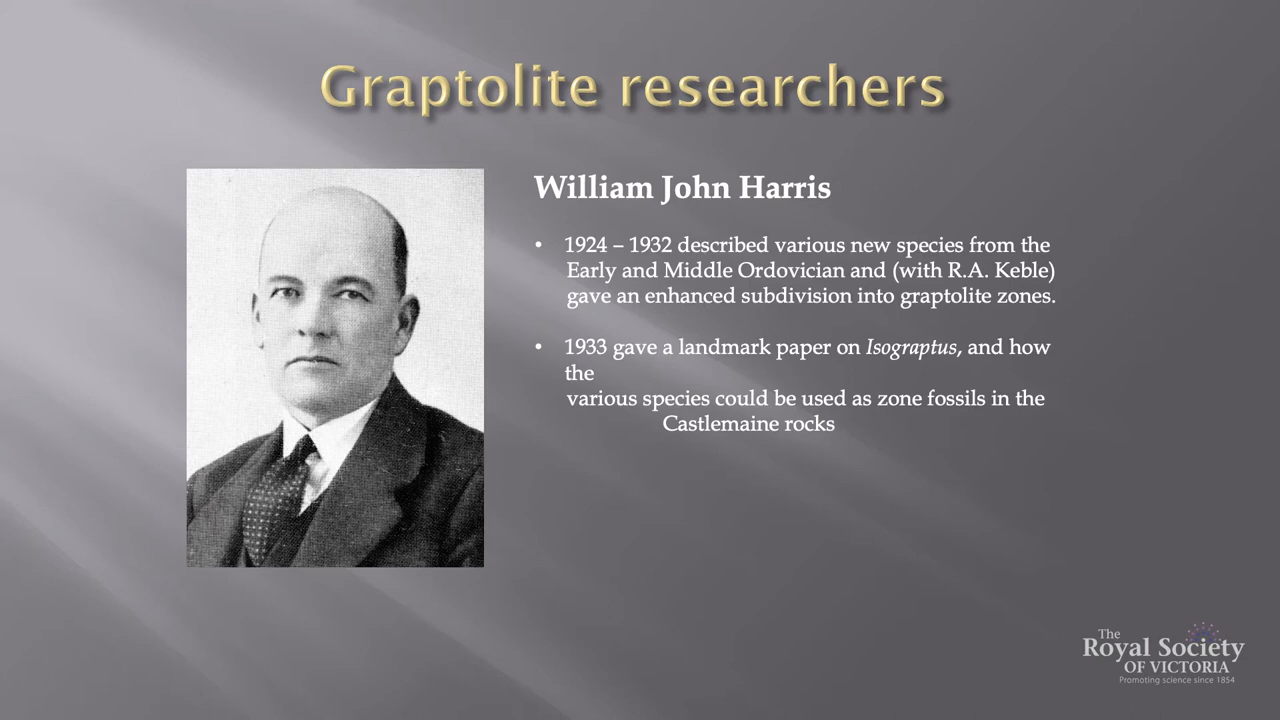 Graptolite researchers
William John Harris
• 1924 – 1932 described various new species from the
Early and Middle Ordovician and (with R.A. Keble)
gave an enhanced subdivision into graptolite zones.
• 1933 gave a landmark paper on Isograptus, and how
the
various species could be used as zone fossils in the
Castlemaine rocks
The
Royal Society
OF VICTORIA
Promoting science since 1854